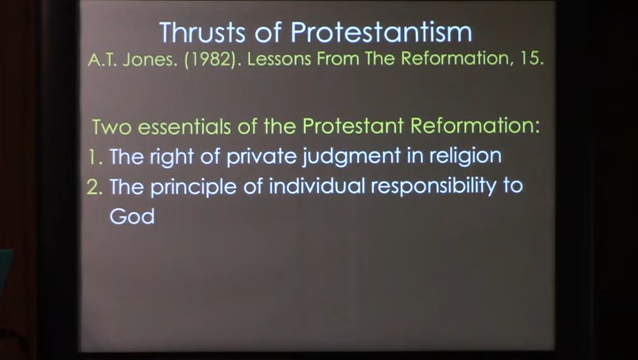 Thrusts of Protestantism
A.T. Jones. (1982). Lessons From The Reformation, 15.
Two essentials of the Protestant Reformation:
1. The right of private judgment in religion
2. The principle of individual responsibility to
God